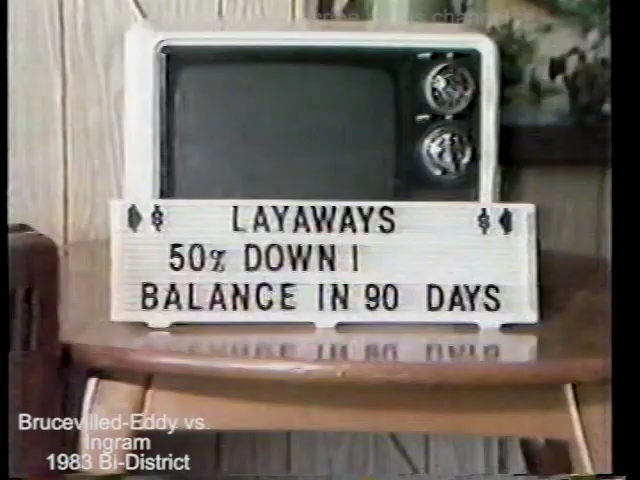 LAYAWAYS
50% DOWN !
BALANCE IN 90 DAYS
Brucevilled-Eddy vs.
Ingram
1983 Bi-District